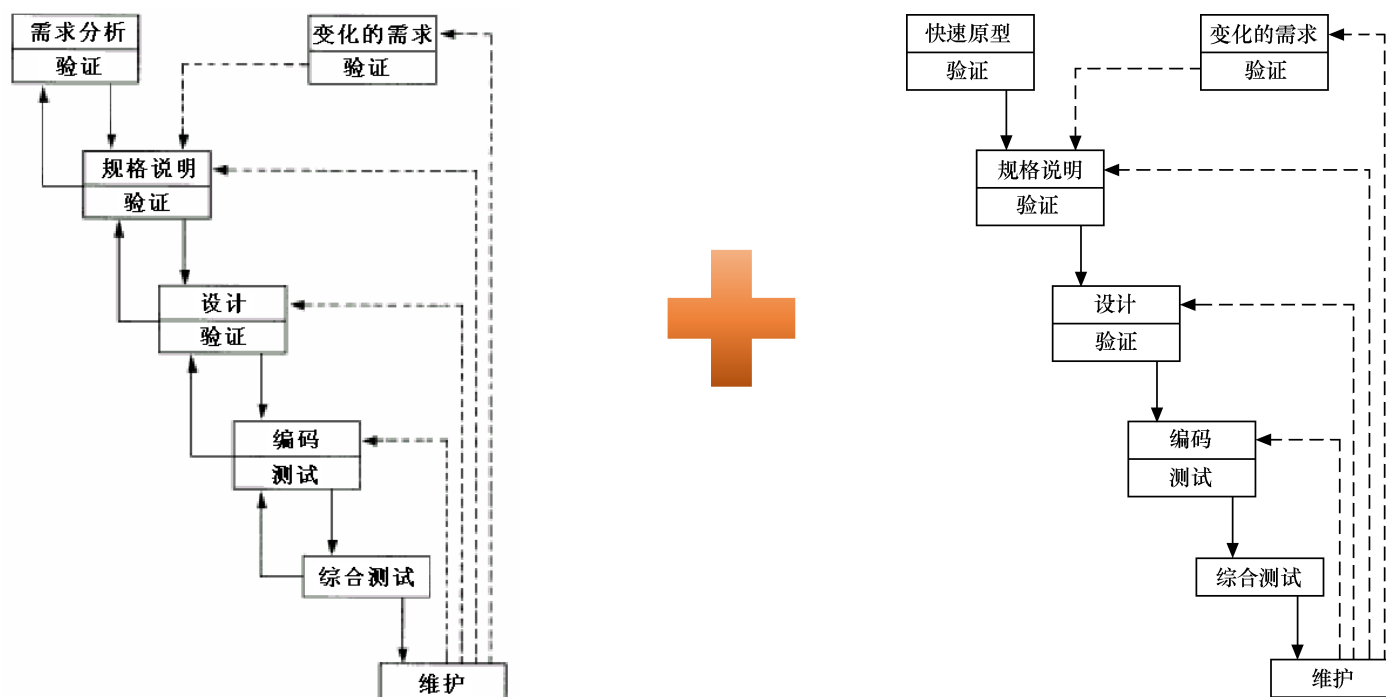 需求分析
验证
变化的需求
验证
规格说明
验证
设计
验证
编码
测试
综合测试
维护
快速原型
验证
变化的需求
验证
规格说明
验证
设计
验证
编码
测试
综合测试
维护